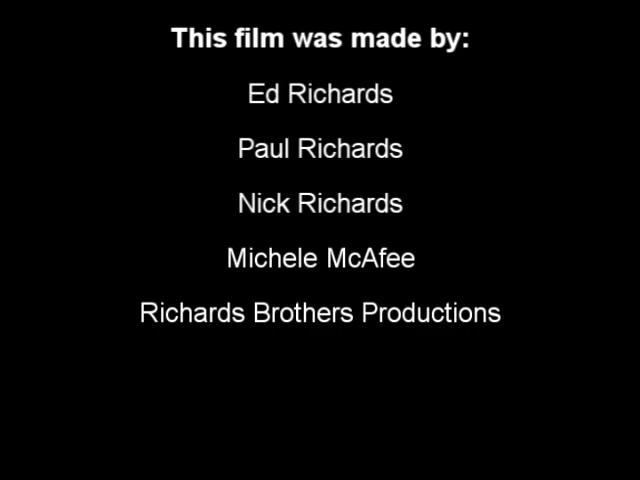 This film was made by:
Ed Richards
Paul Richards
Nick Richards
Michele McAfee
Richards Brothers Productions